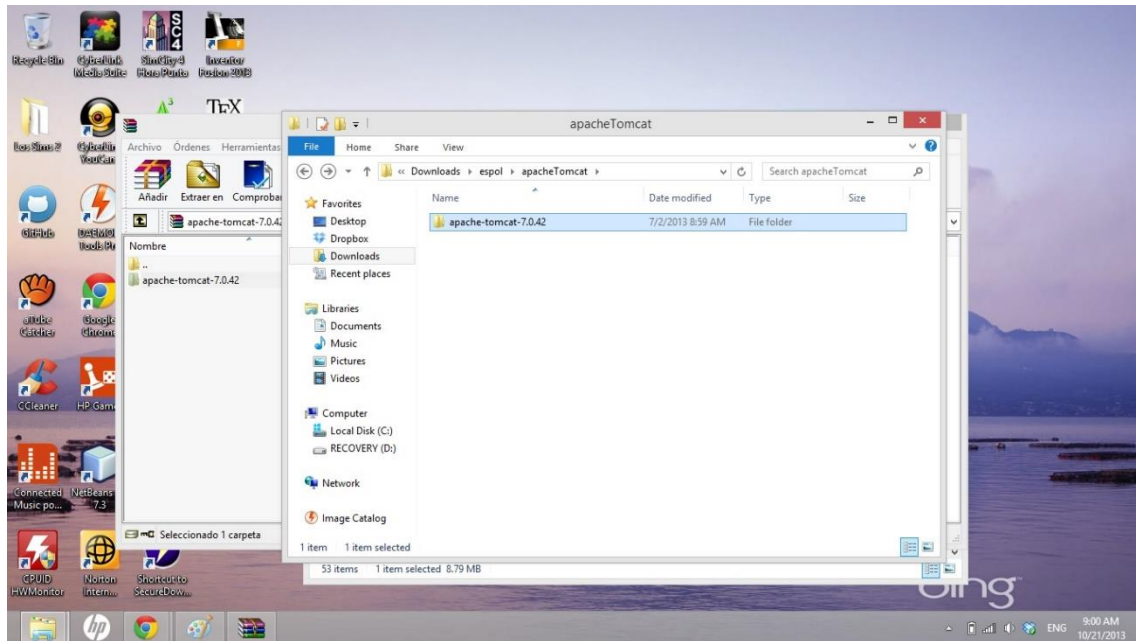 Recycle Bin
CyberLink Media Suite
SimCity 4
Inventor Fusion 2013
SC4
Los Sims 2
TEX
GitHub
aTube Catcher
Google Chrome
CCleaner
HP Gam
Connected Music po...
NetBeans 7.3
CPUID HWMonitor
Norton Intern...
Shortcut to SecureDow...
Archivo Órdenes Herramientas
Añadir Extraer en Comprobar
apache-tomcat-7.0.42
Nombre
..
apache-tomcat-7.0.42
Seleccionado 1 carpeta
apacheTomcat
File Home Share View
« Downloads espol apacheTomcat
Search apacheTomcat
Name Date modified Type Size
apache-tomcat-7.0.42 7/2/2013 8:59 AM File folder
Favorites
Desktop
Dropbox
Downloads
Recent places
Libraries
Documents
Music
Pictures
Videos
Computer
Local Disk (C:)
RECOVERY (D:)
Network
Image Catalog
1 item 1 item selected
53 items 1 item selected 8.79 MB
bing
hp
ENG
9:00 AM
10/21/2013